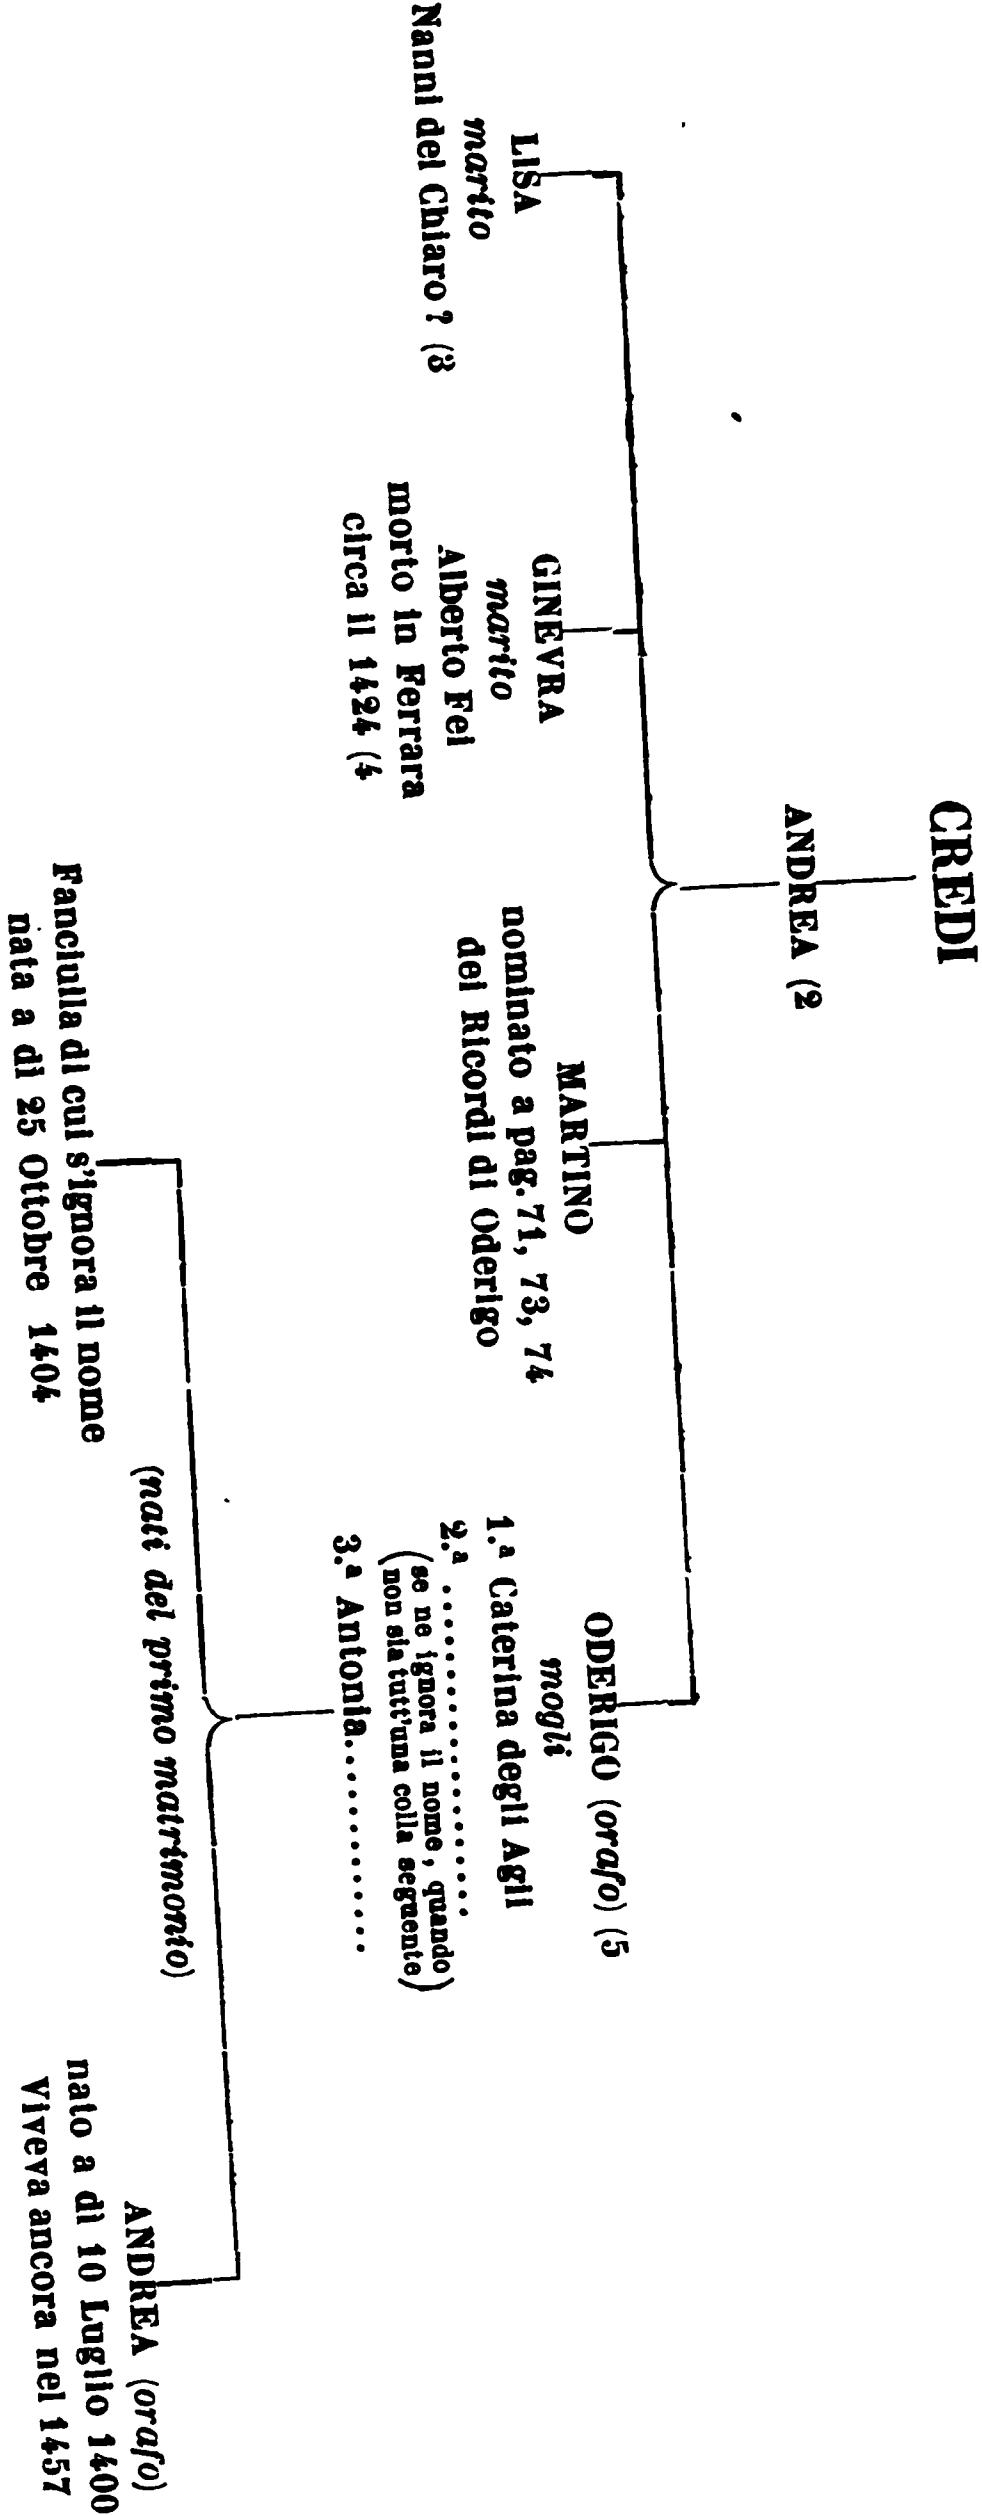 CREDI
ANDREA (2
LISA
marito
Nanni del Chiaro? (3
GINEVRA
marito
Alberto Fei
morto in Ferrara
circa il 1424 (4
MARTINO
nominato a pag. 71, 73, 74
dei Ricordi di Oderigo
ODERIGO (orafo) (5
mogli
1.a Caterina degli Agli
2.a ....................
(se ne ignora il nome, quando)
(non sia tuttuna colla seguente)
3.a Antonia................
(nati del primo matrimonio)
Fanciulla di cui s'ignora il nome
nata a dì 25 Ottobre 1404
ANDREA (orafo)
nato a dì 10 Luglio 1400
Viveva ancora nel 1457